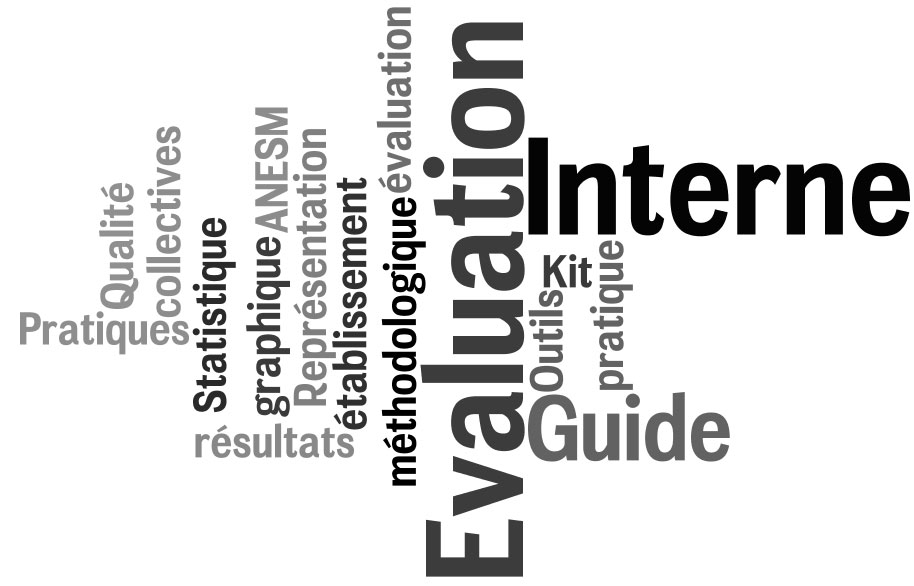 Qualité
collectives
Pratiques
Statistique
résultats
graphique
ANESM
Représentation
établissement
méthodologique
évaluation
Evaluation
Interne
Kit
Outils
pratique
Guide